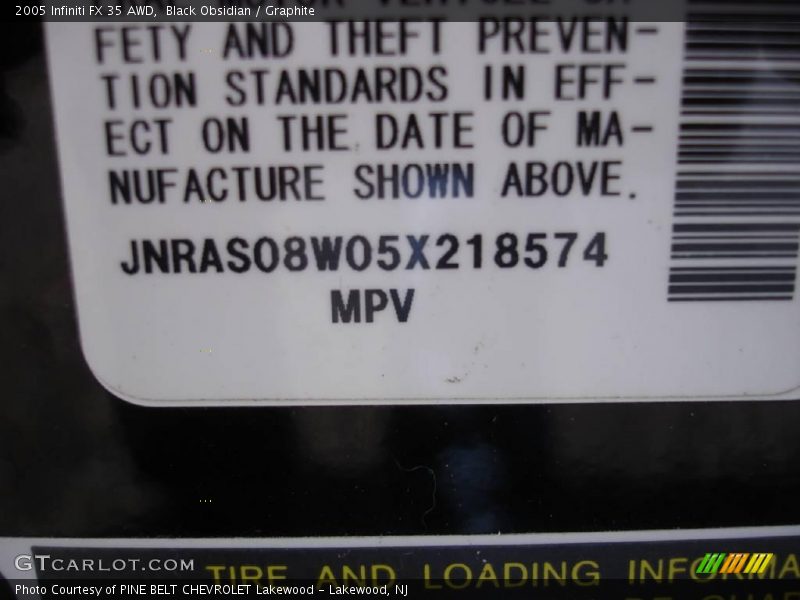 2005 Infiniti FX 35 AWD, Black Obsidian / Graphite
FETY AND THEFT PREVEN-
TION STANDARDS IN EFF-
ECT ON THE DATE OF MA-
NUFACTURE SHOWN ABOVE.
JNRAS08W05X218574
MPV
GTCARLOT.COM
TIRE AND LOADING
Photo Courtesy of PINE BELT CHEVROLET Lakewood - Lakewood, NJ